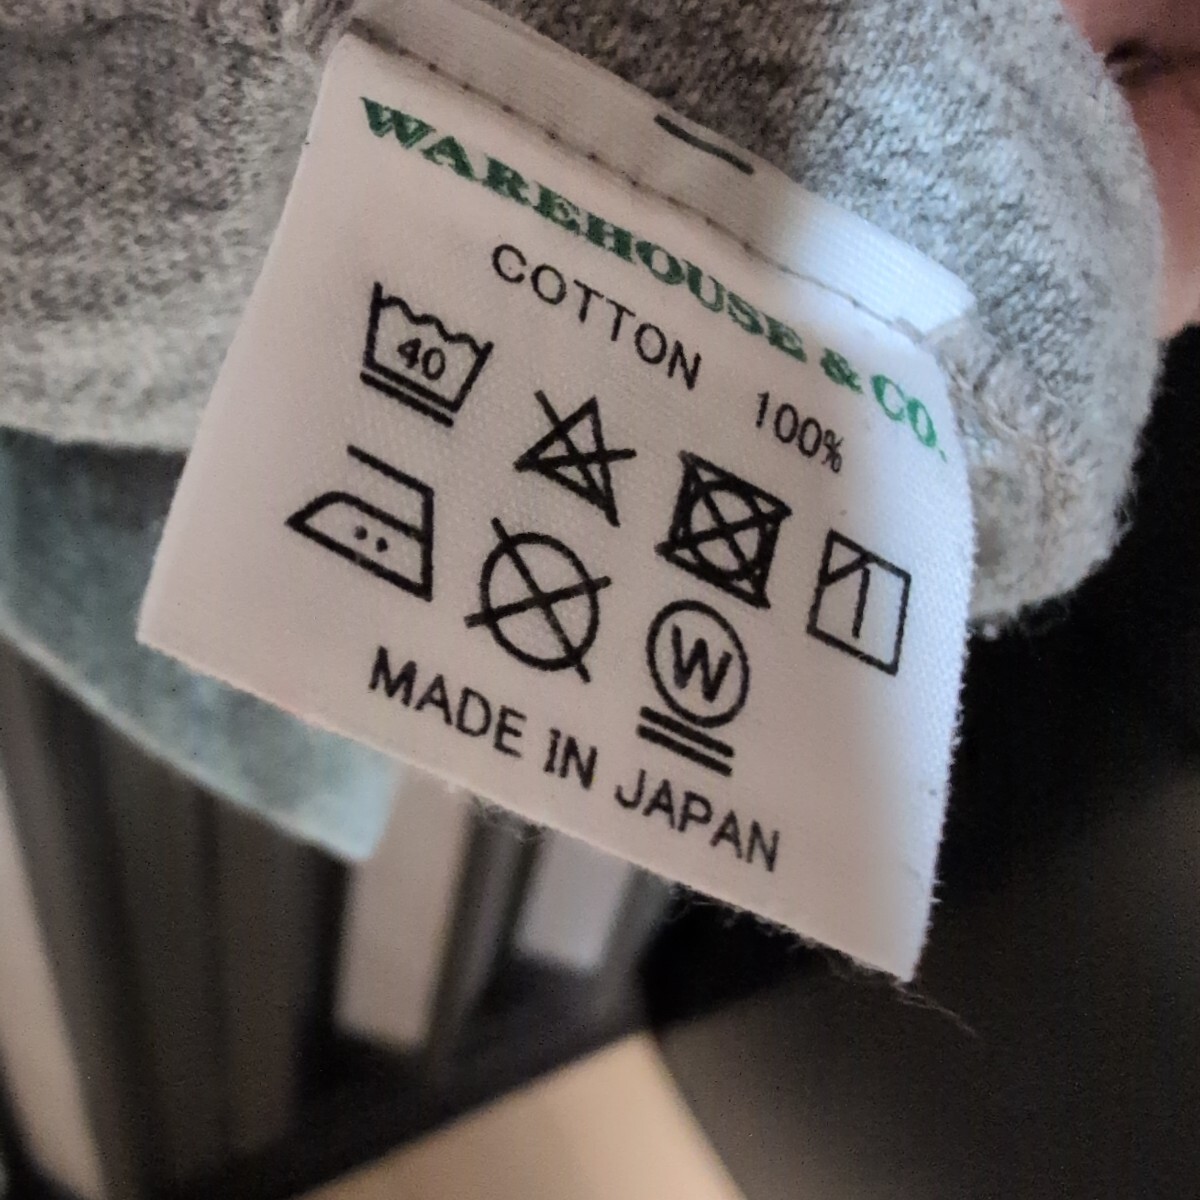 WAREHOUSE & CO.
COTTON 100%
40
W
MADE IN JAPAN